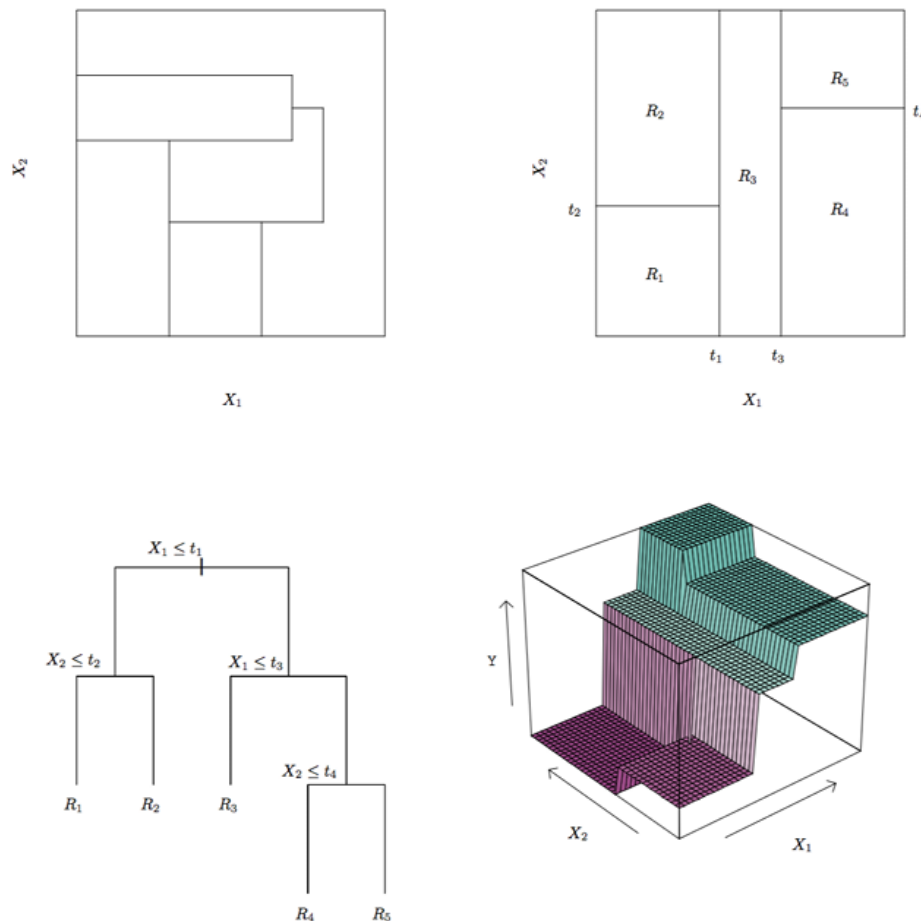 X₂
X₁
X₂
R₂
R₅
R₃
R₄
t₂
R₁
t₁
t₃
X₁
X₁ ≤ t₁
X₂ ≤ t₂
X₁ ≤ t₃
X₂ ≤ t₄
R₁
R₂
R₃
R₄
R₅
Y
X₂
X₁